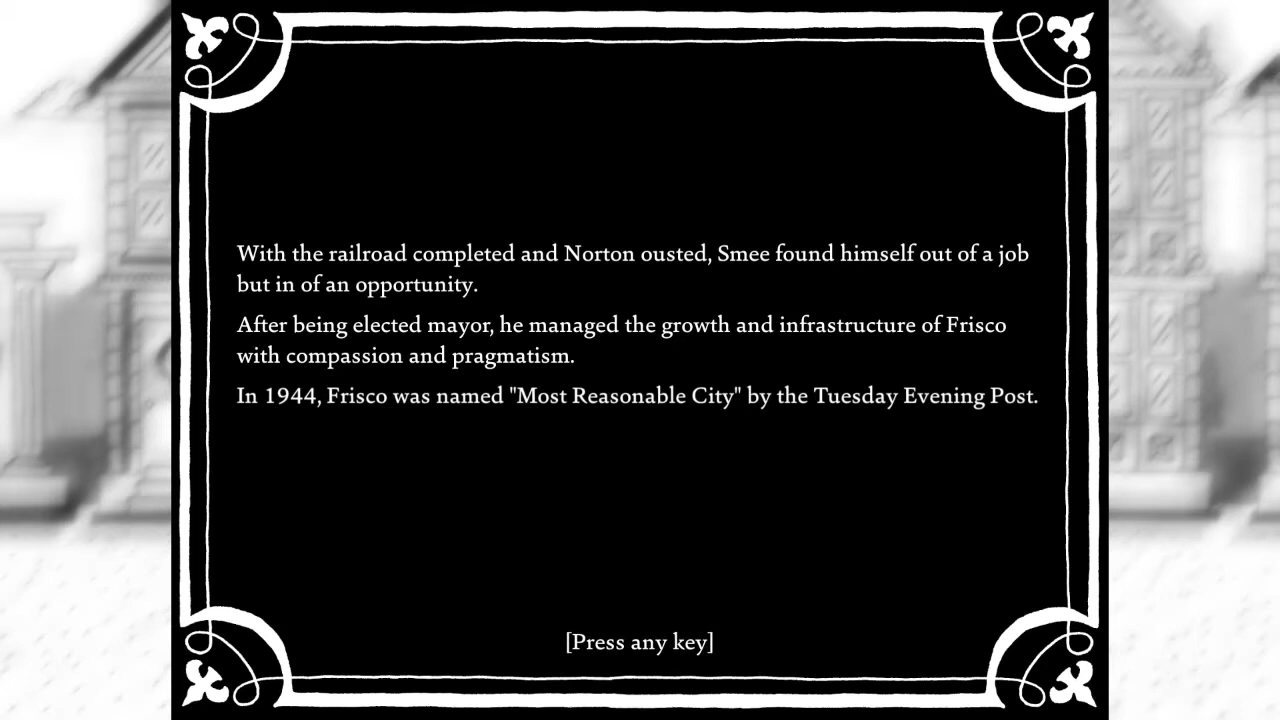 With the railroad completed and Norton ousted, Smee found himself out of a job
but in of an opportunity.
After being elected mayor, he managed the growth and infrastructure of Frisco
with compassion and pragmatism.
In 1944, Frisco was named "Most Reasonable City" by the Tuesday Evening Post.
[Press any key]